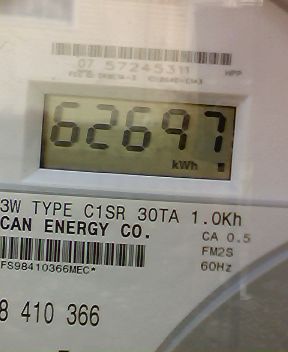 07 57245311
HPP
62697
kWh
3W TYPE C1SR 30TA 1.0Kh
CAN ENERGY CO.
CA 0.5
FM2S
60Hz
FS98410366MEC*
8 410 366